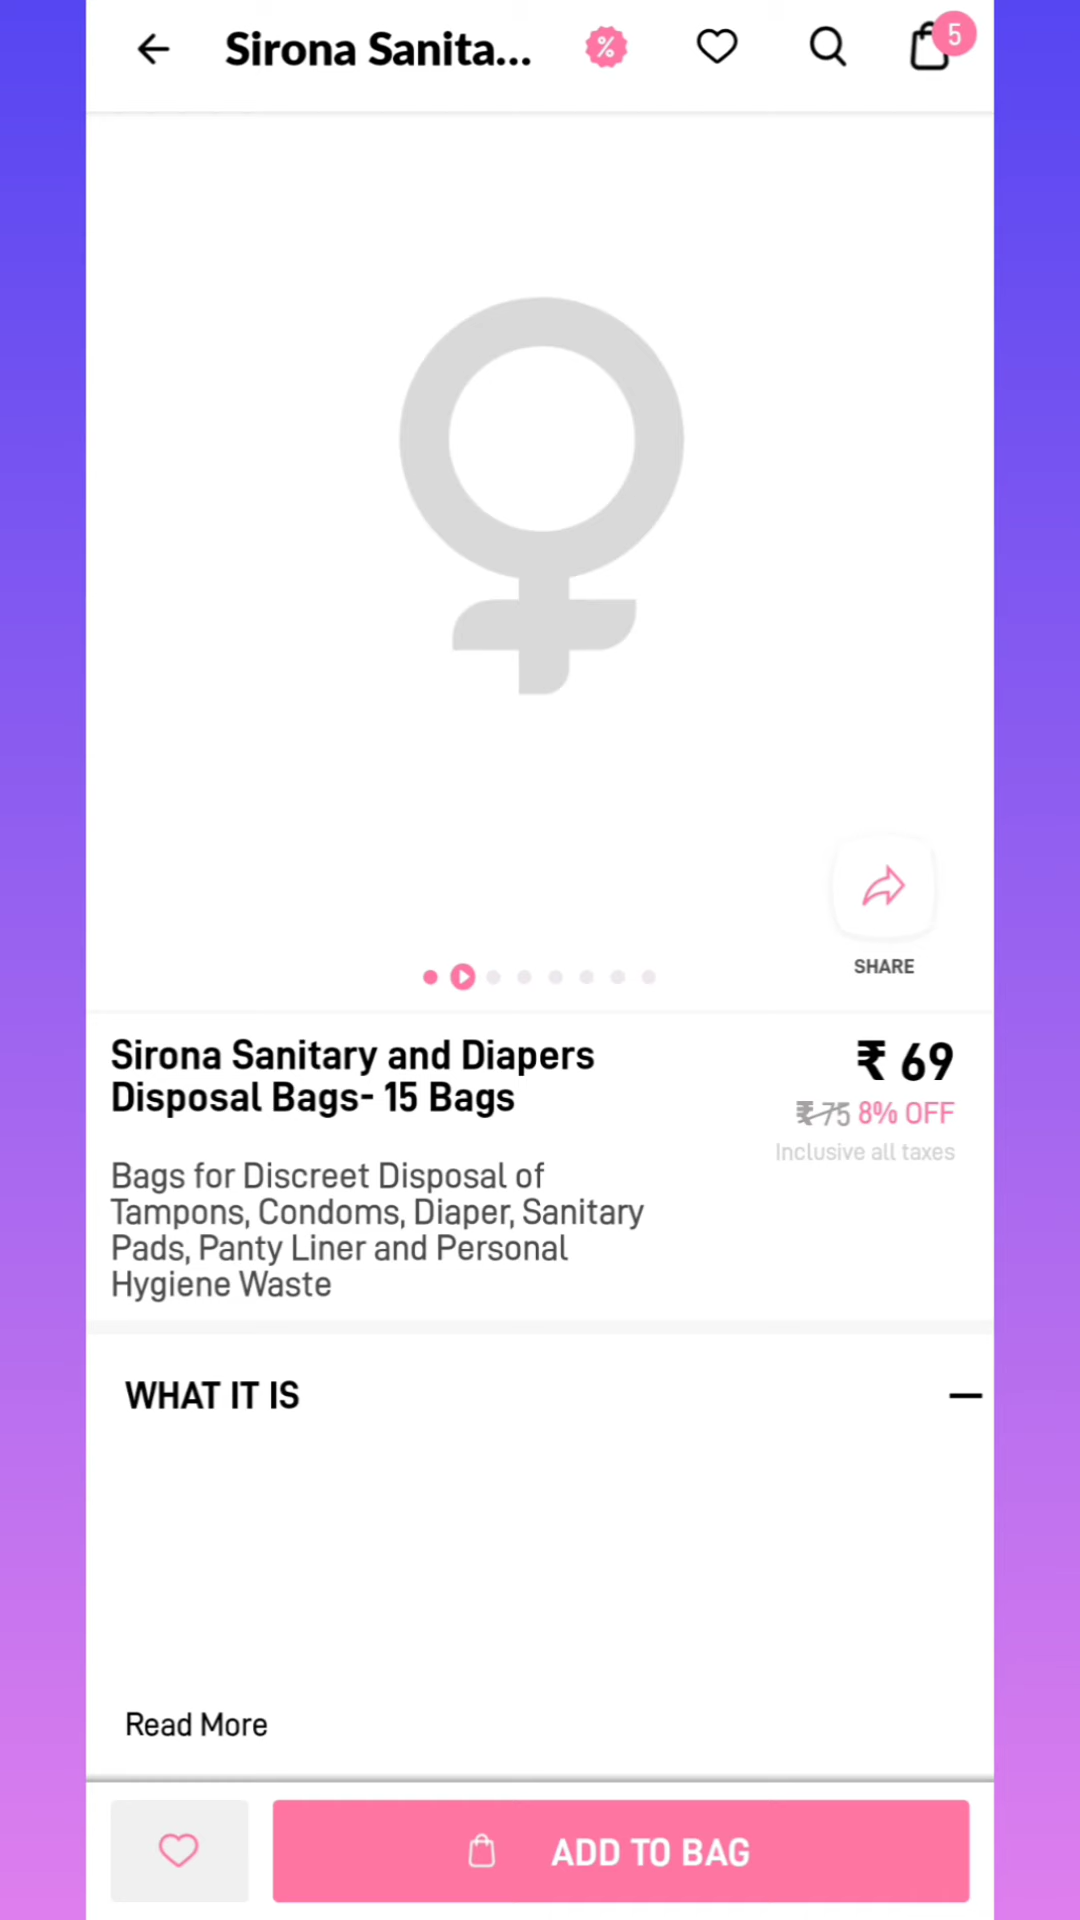 Sirona Sanita...
%
5
SHARE
Sirona Sanitary and Diapers
Disposal Bags- 15 Bags
₹ 69
₹ 75 8% OFF
Inclusive all taxes
Bags for Discreet Disposal of
Tampons, Condoms, Diaper, Sanitary
Pads, Panty Liner and Personal
Hygiene Waste
WHAT IT IS
Read More
ADD TO BAG